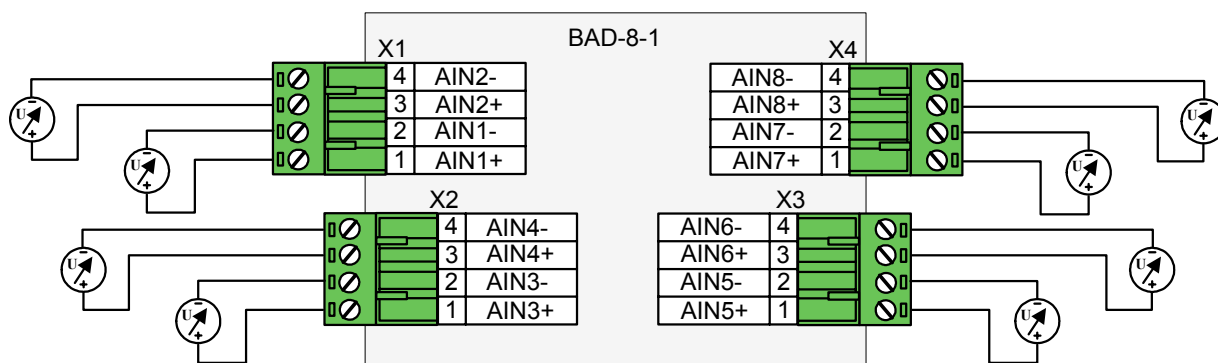 BAD-8-1
X1
4 AIN2-
3 AIN2+
2 AIN1-
1 AIN1+
U - +
U - +
X4
AIN8- 4
AIN8+ 3
AIN7- 2
AIN7+ 1
U - +
U - +
X2
4 AIN4-
3 AIN4+
2 AIN3-
1 AIN3+
U - +
U - +
X3
AIN6- 4
AIN6+ 3
AIN5- 2
AIN5+ 1
U - +
U - +